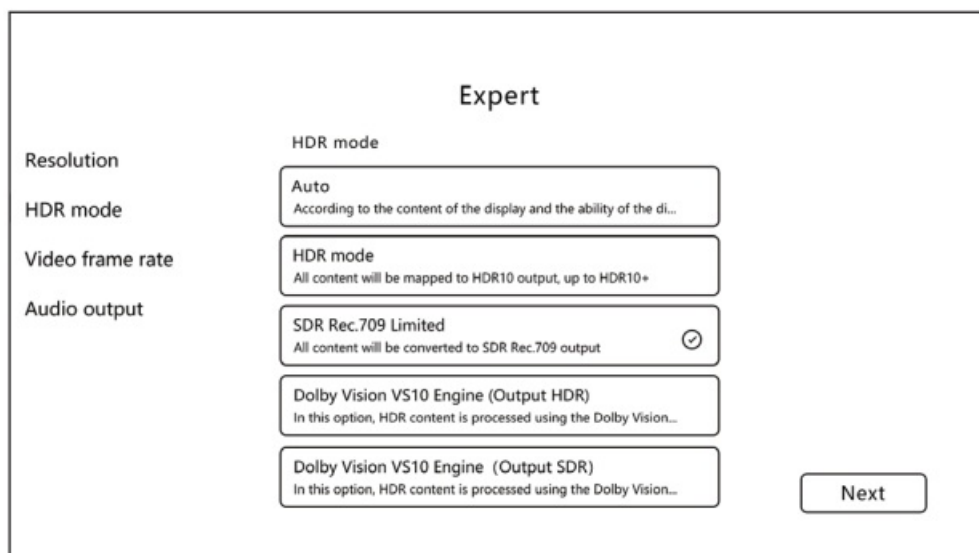 Expert
Resolution
HDR mode
Video frame rate
Audio output
HDR mode
Auto
According to the content of the display and the ability of the di...
HDR mode
All content will be mapped to HDR10 output, up to HDR10+
SDR Rec.709 Limited
All content will be converted to SDR Rec.709 output
Dolby Vision VS10 Engine (Output HDR)
In this option, HDR content is processed using the Dolby Vision...
Dolby Vision VS10 Engine (Output SDR)
In this option, HDR content is processed using the Dolby Vision...
Next